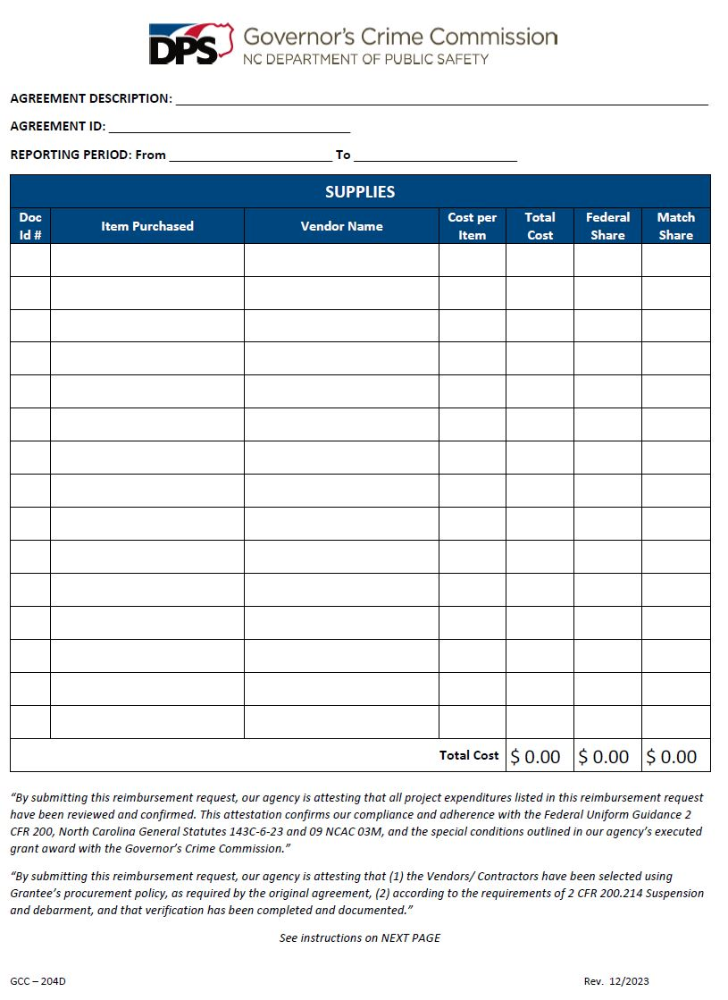 DPS Governor's Crime Commission
NC DEPARTMENT OF PUBLIC SAFETY
AGREEMENT DESCRIPTION:
AGREEMENT ID:
REPORTING PERIOD: From To
SUPPLIES
Doc Id # Item Purchased Vendor Name Cost per Item Total Cost Federal Share Match Share
Total Cost $ 0.00 $ 0.00 $ 0.00
“By submitting this reimbursement request, our agency is attesting that all project expenditures listed in this reimbursement request
have been reviewed and confirmed. This attestation confirms our compliance and adherence with the Federal Uniform Guidance 2
CFR 200, North Carolina General Statutes 143C-6-23 and 09 NCAC 03M, and the special conditions outlined in our agency’s executed
grant award with the Governor’s Crime Commission.”
“By submitting this reimbursement request, our agency is attesting that (1) the Vendors/ Contractors have been selected using
Grantee’s procurement policy, as required by the original agreement, (2) according to the requirements of 2 CFR 200.214 Suspension
and debarment, and that verification has been completed and documented.”
See instructions on NEXT PAGE
GCC – 204D Rev. 12/2023